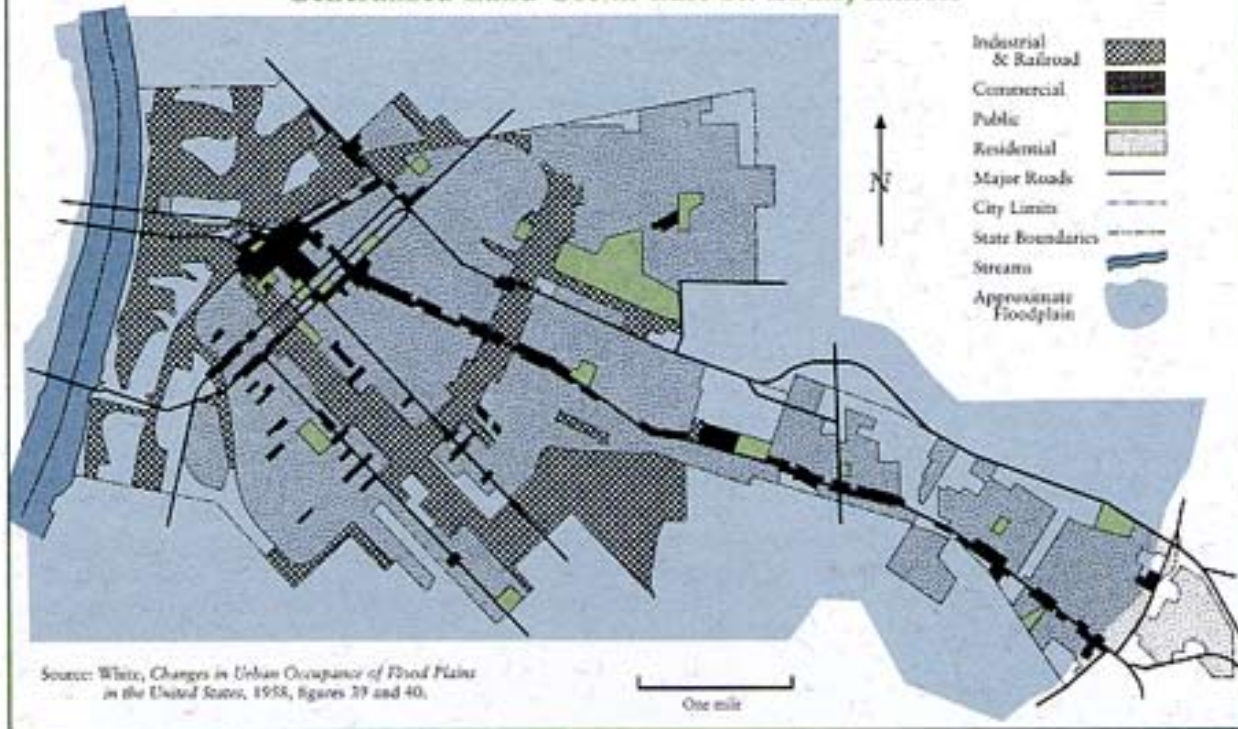 Industrial
& Railroad
Commercial
Public
Residential
Major Roads
City Limits
State Boundaries
Streams
Approximate
Floodplain
N
Source: White, Changes in Urban Occupance of Flood Plains
in the United States, 1958, figures 39 and 40.
One mile